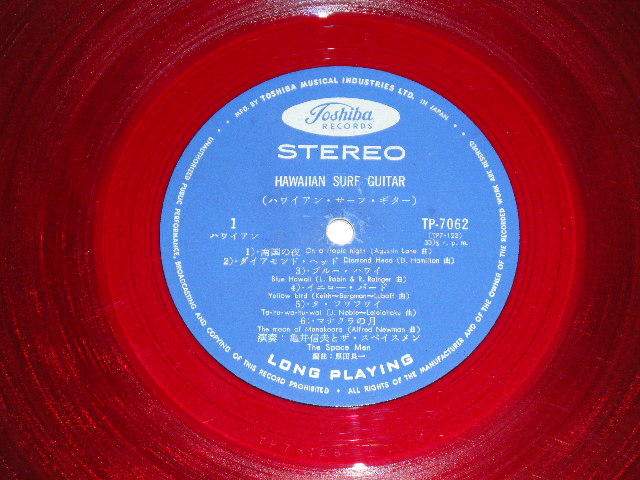 MFG. BY TOSHIBA MUSICAL INDUSTRIES LTD. IN JAPAN
Toshiba
RECORDS
STEREO
HAWAIIAN SURF GUITAR
(ハワイアン・サーフ・ギター)
1
ハワイアン
TP-7062
(TP7-123)
33⅓ r. p. m.
1)・南国の夜 On a tropic night (Agustin Lara 曲)
2)・ダイアモンド・ヘッド Diamond Head (D. Hamilton 曲)
3)・ブルー・ハワイ
Blue Hawaii (L. Robin & R. Rainger 曲)
4)・イエロー・バード
Yellow bird (Keith~Bergman~Luboff 曲)
5)・タ・フワフワイ
Ta-hu-wa-hu-wai (J. Noble~Leleiohaku 曲)
6)・マナクラの月
The moon of Manakoora (Alfred Newman 曲)
演奏: 亀井信夫とザ・スペイスメン
The Space Men
編曲: 原田良一
LONG PLAYING
UNAUTHORIZED PUBLIC PERFORMANCE, BROADCASTING AND COPYING OF THIS RECORD PROHIBITED • ALL RIGHTS OF THE MANUFACTURER AND OF THE OWNER OF THE RECORDED WORK ARE RESERVED.